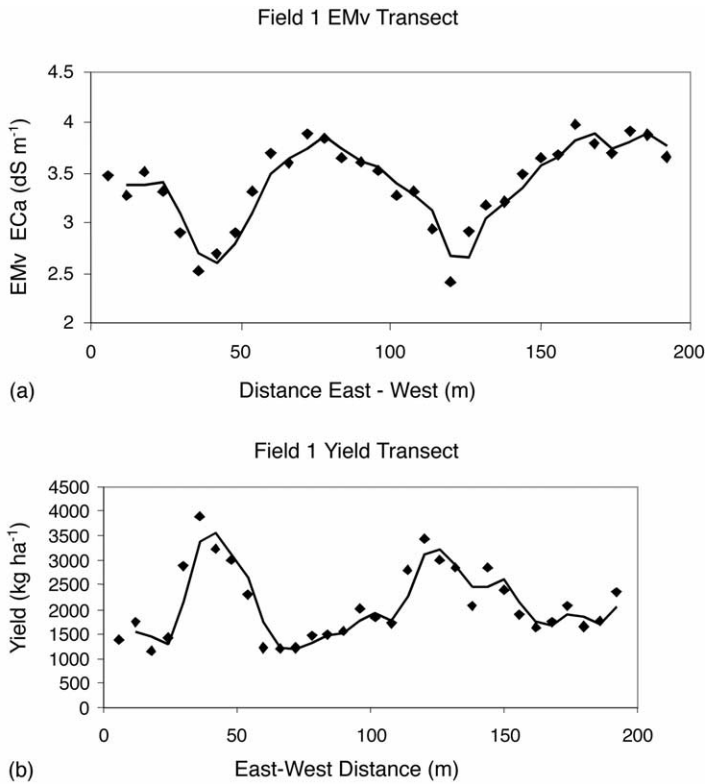 Field 1 EMv Transect
EMv ECa (dS m⁻¹)
4.5
4
3.5
3
2.5
2
0 50 100 150 200
(a) Distance East - West (m)
Field 1 Yield Transect
Yield (kg ha⁻¹)
4500
4000
3500
3000
2500
2000
1500
1000
500
0
0 50 100 150 200
(b) East-West Distance (m)